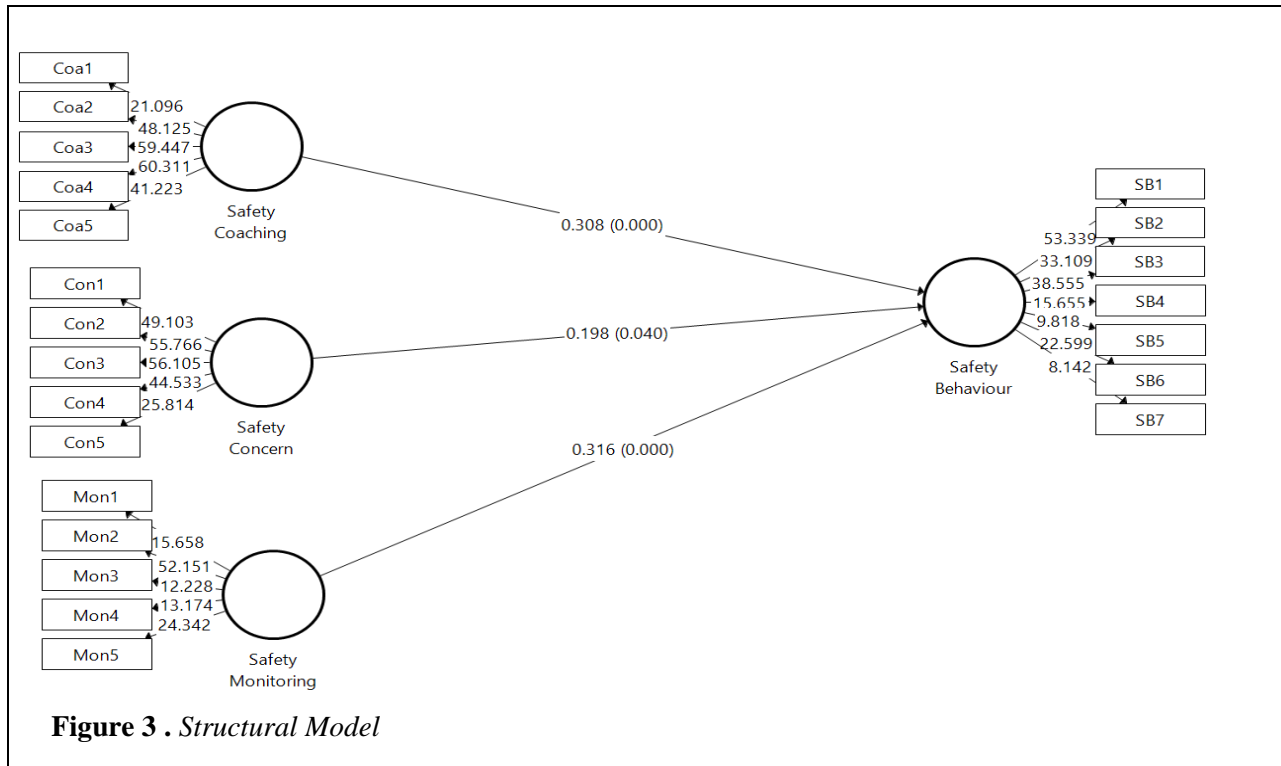 Coa1
Coa2
Coa3
Coa4
Coa5
21.096
48.125
59.447
60.311
41.223
Safety
Coaching
Con1
Con2
Con3
Con4
Con5
49.103
55.766
56.105
44.533
25.814
Safety
Concern
Mon1
Mon2
Mon3
Mon4
Mon5
15.658
52.151
12.228
13.174
24.342
Safety
Monitoring
0.308 (0.000)
0.198 (0.040)
0.316 (0.000)
Safety
Behaviour
53.339
33.109
38.555
15.655
9.818
22.599
8.142
SB1
SB2
SB3
SB4
SB5
SB6
SB7
Figure 3 . Structural Model